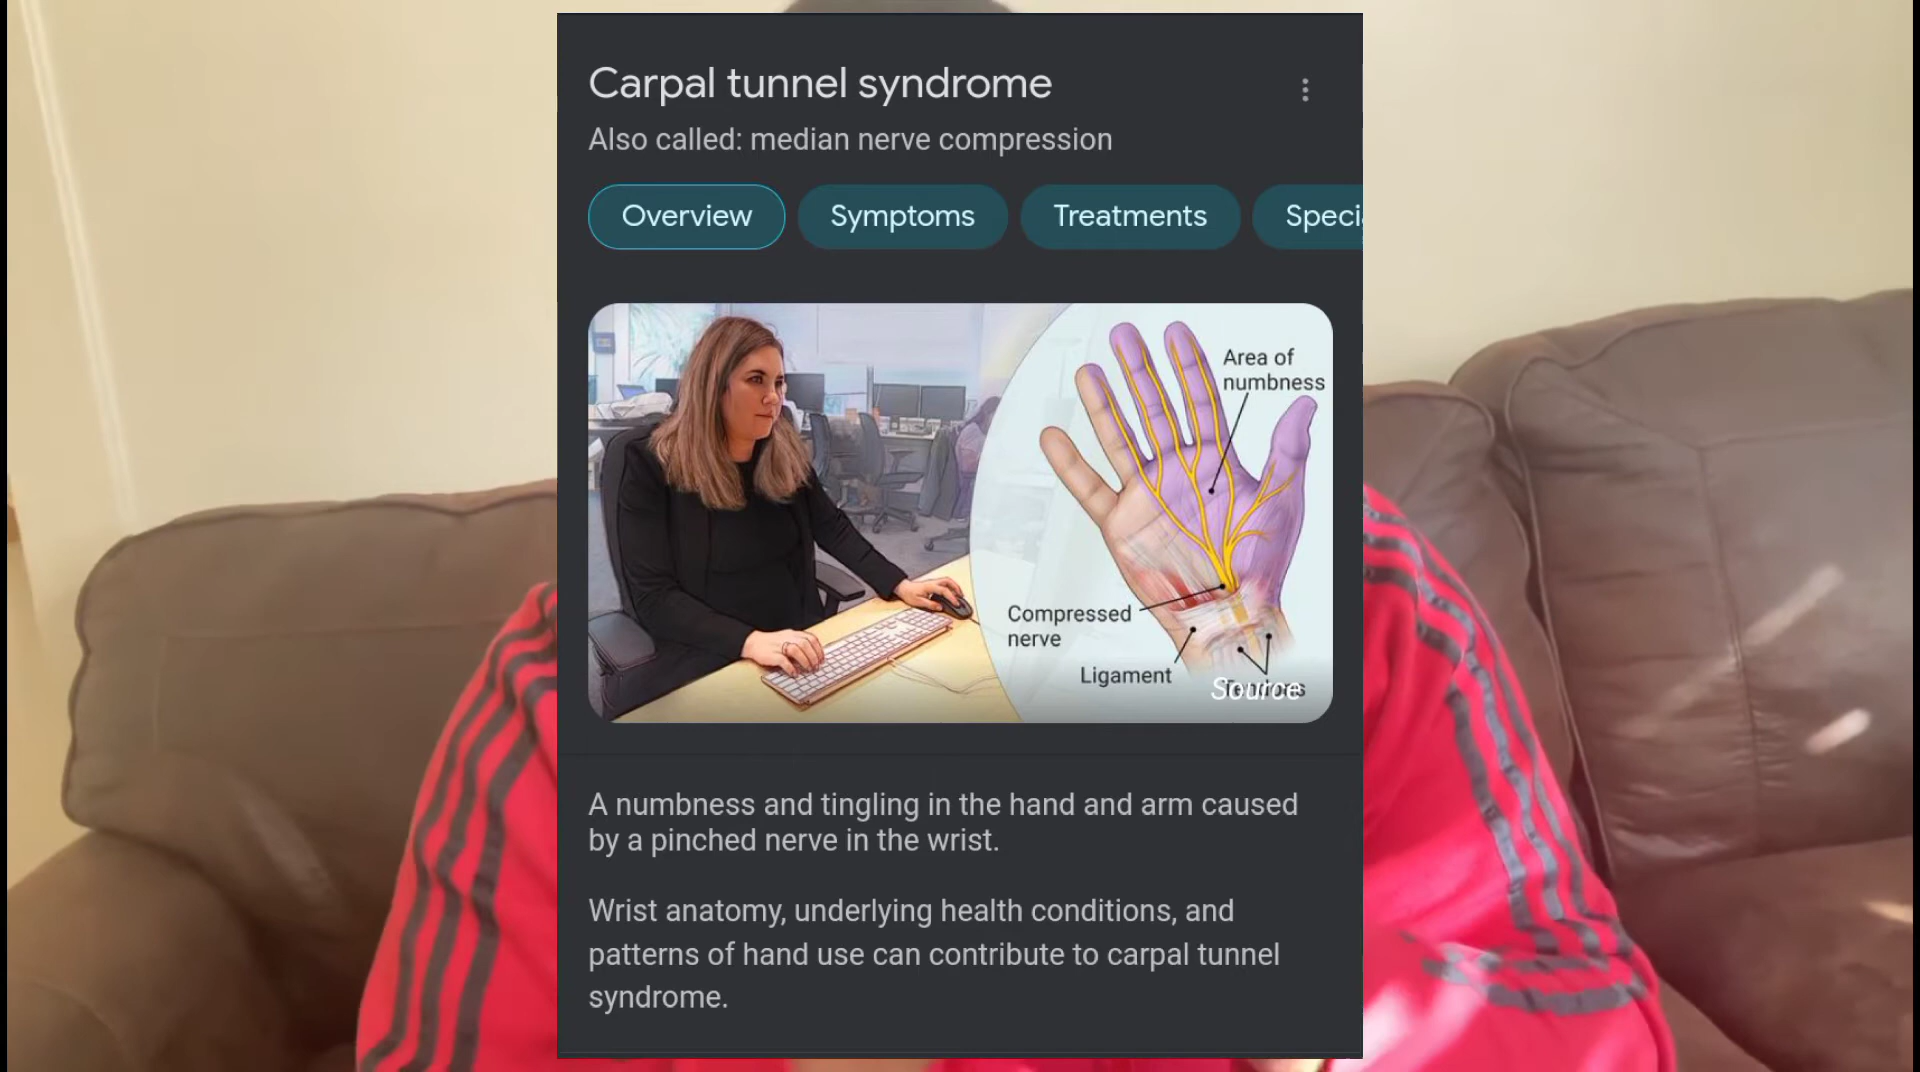 Carpal tunnel syndrome
Also called: median nerve compression
Overview
Symptoms
Treatments
Speci
Area of
numbness
Compressed
nerve
Ligament
Tendons
Source
A numbness and tingling in the hand and arm caused
by a pinched nerve in the wrist.
Wrist anatomy, underlying health conditions, and
patterns of hand use can contribute to carpal tunnel
syndrome.